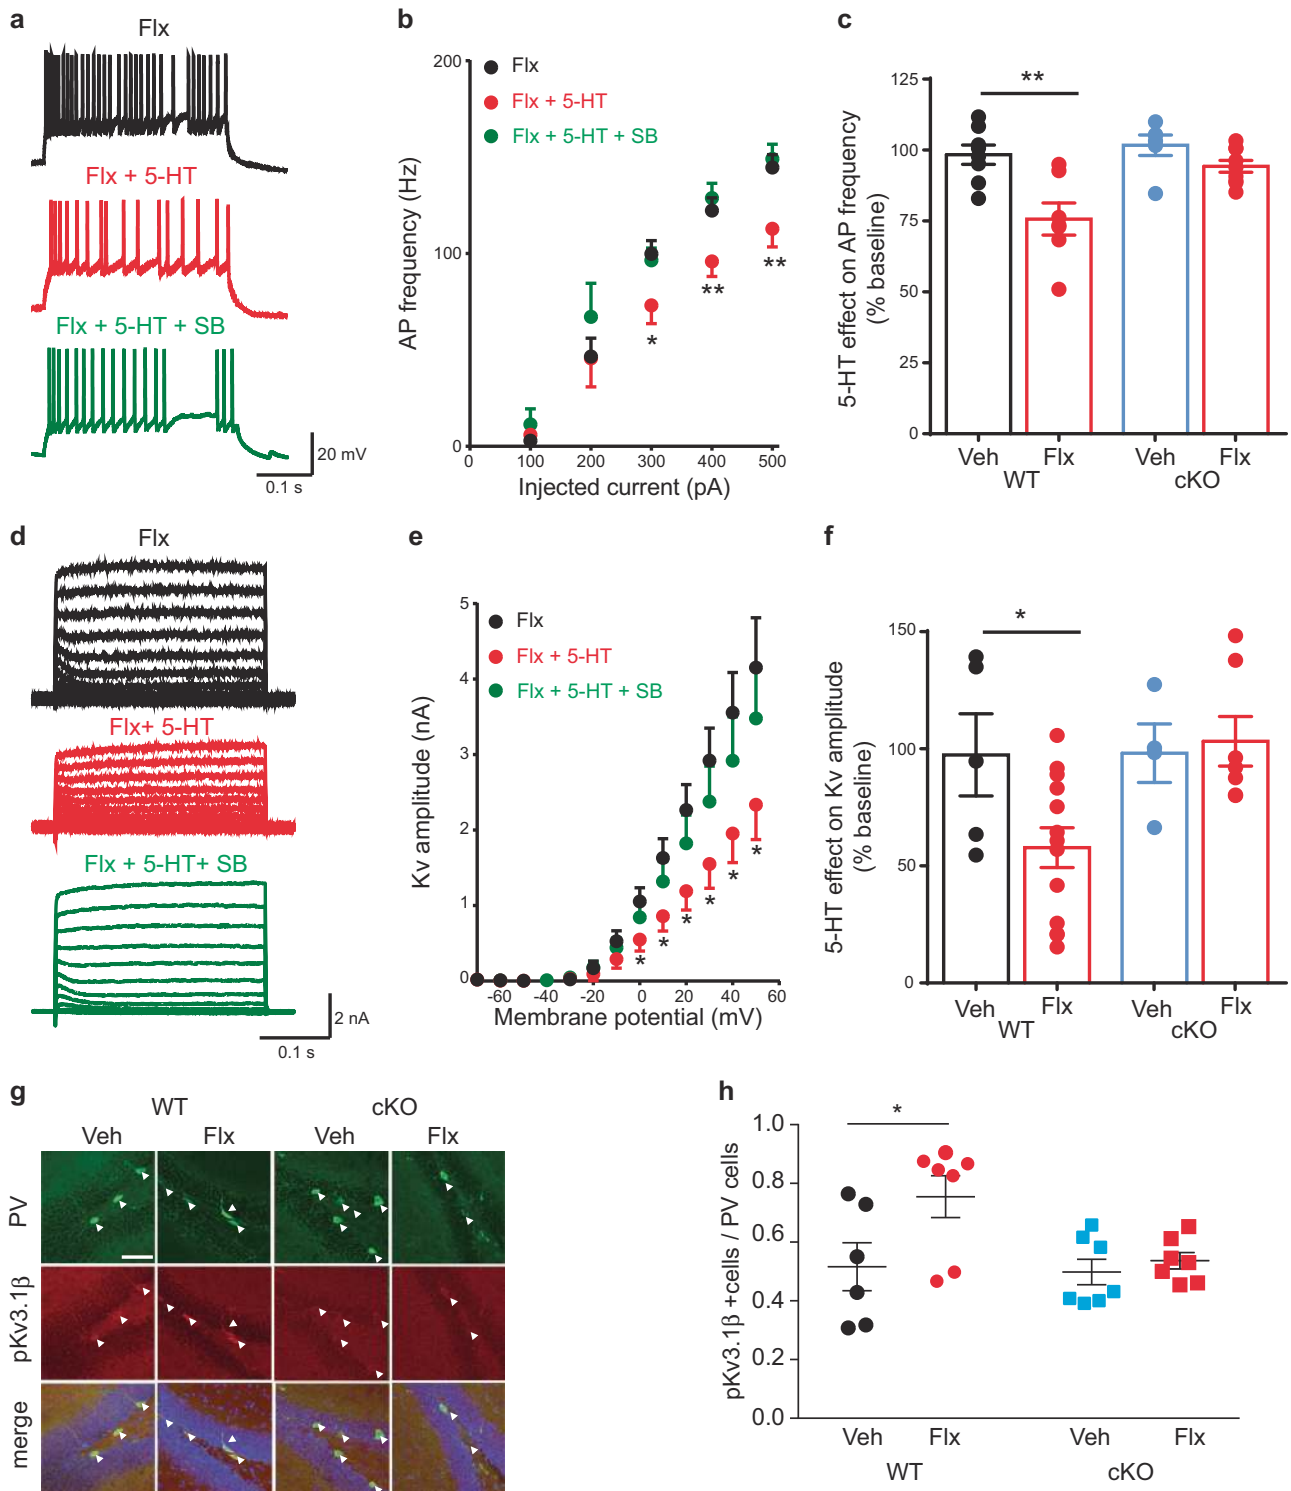 a
Flx
Flx + 5-HT
Flx + 5-HT + SB
20 mV
0.1 s
b
AP frequency (Hz)
200
100
0
Flx
Flx + 5-HT
Flx + 5-HT + SB
*
**
**
0 100 200 300 400 500
Injected current (pA)
c
5-HT effect on AP frequency
(% baseline)
125
100
75
50
25
0
**
Veh Flx Veh Flx
WT cKO
d
Flx
Flx+ 5-HT
Flx + 5-HT+ SB
2 nA
0.1 s
e
Kv amplitude (nA)
5
4
3
2
1
0
Flx
Flx + 5-HT
Flx + 5-HT + SB
* * * * * *
-60 -40 -20 0 20 40 60
Membrane potential (mV)
f
5-HT effect on Kv amplitude
(% baseline)
150
100
50
0
*
Veh Flx Veh Flx
WT cKO
g
WT cKO
Veh Flx Veh Flx
PV
pKv3.1β
merge
h
pKv3.1β +cells / PV cells
1.0
0.8
0.6
0.4
0.2
0.0
*
Veh Flx Veh Flx
WT cKO